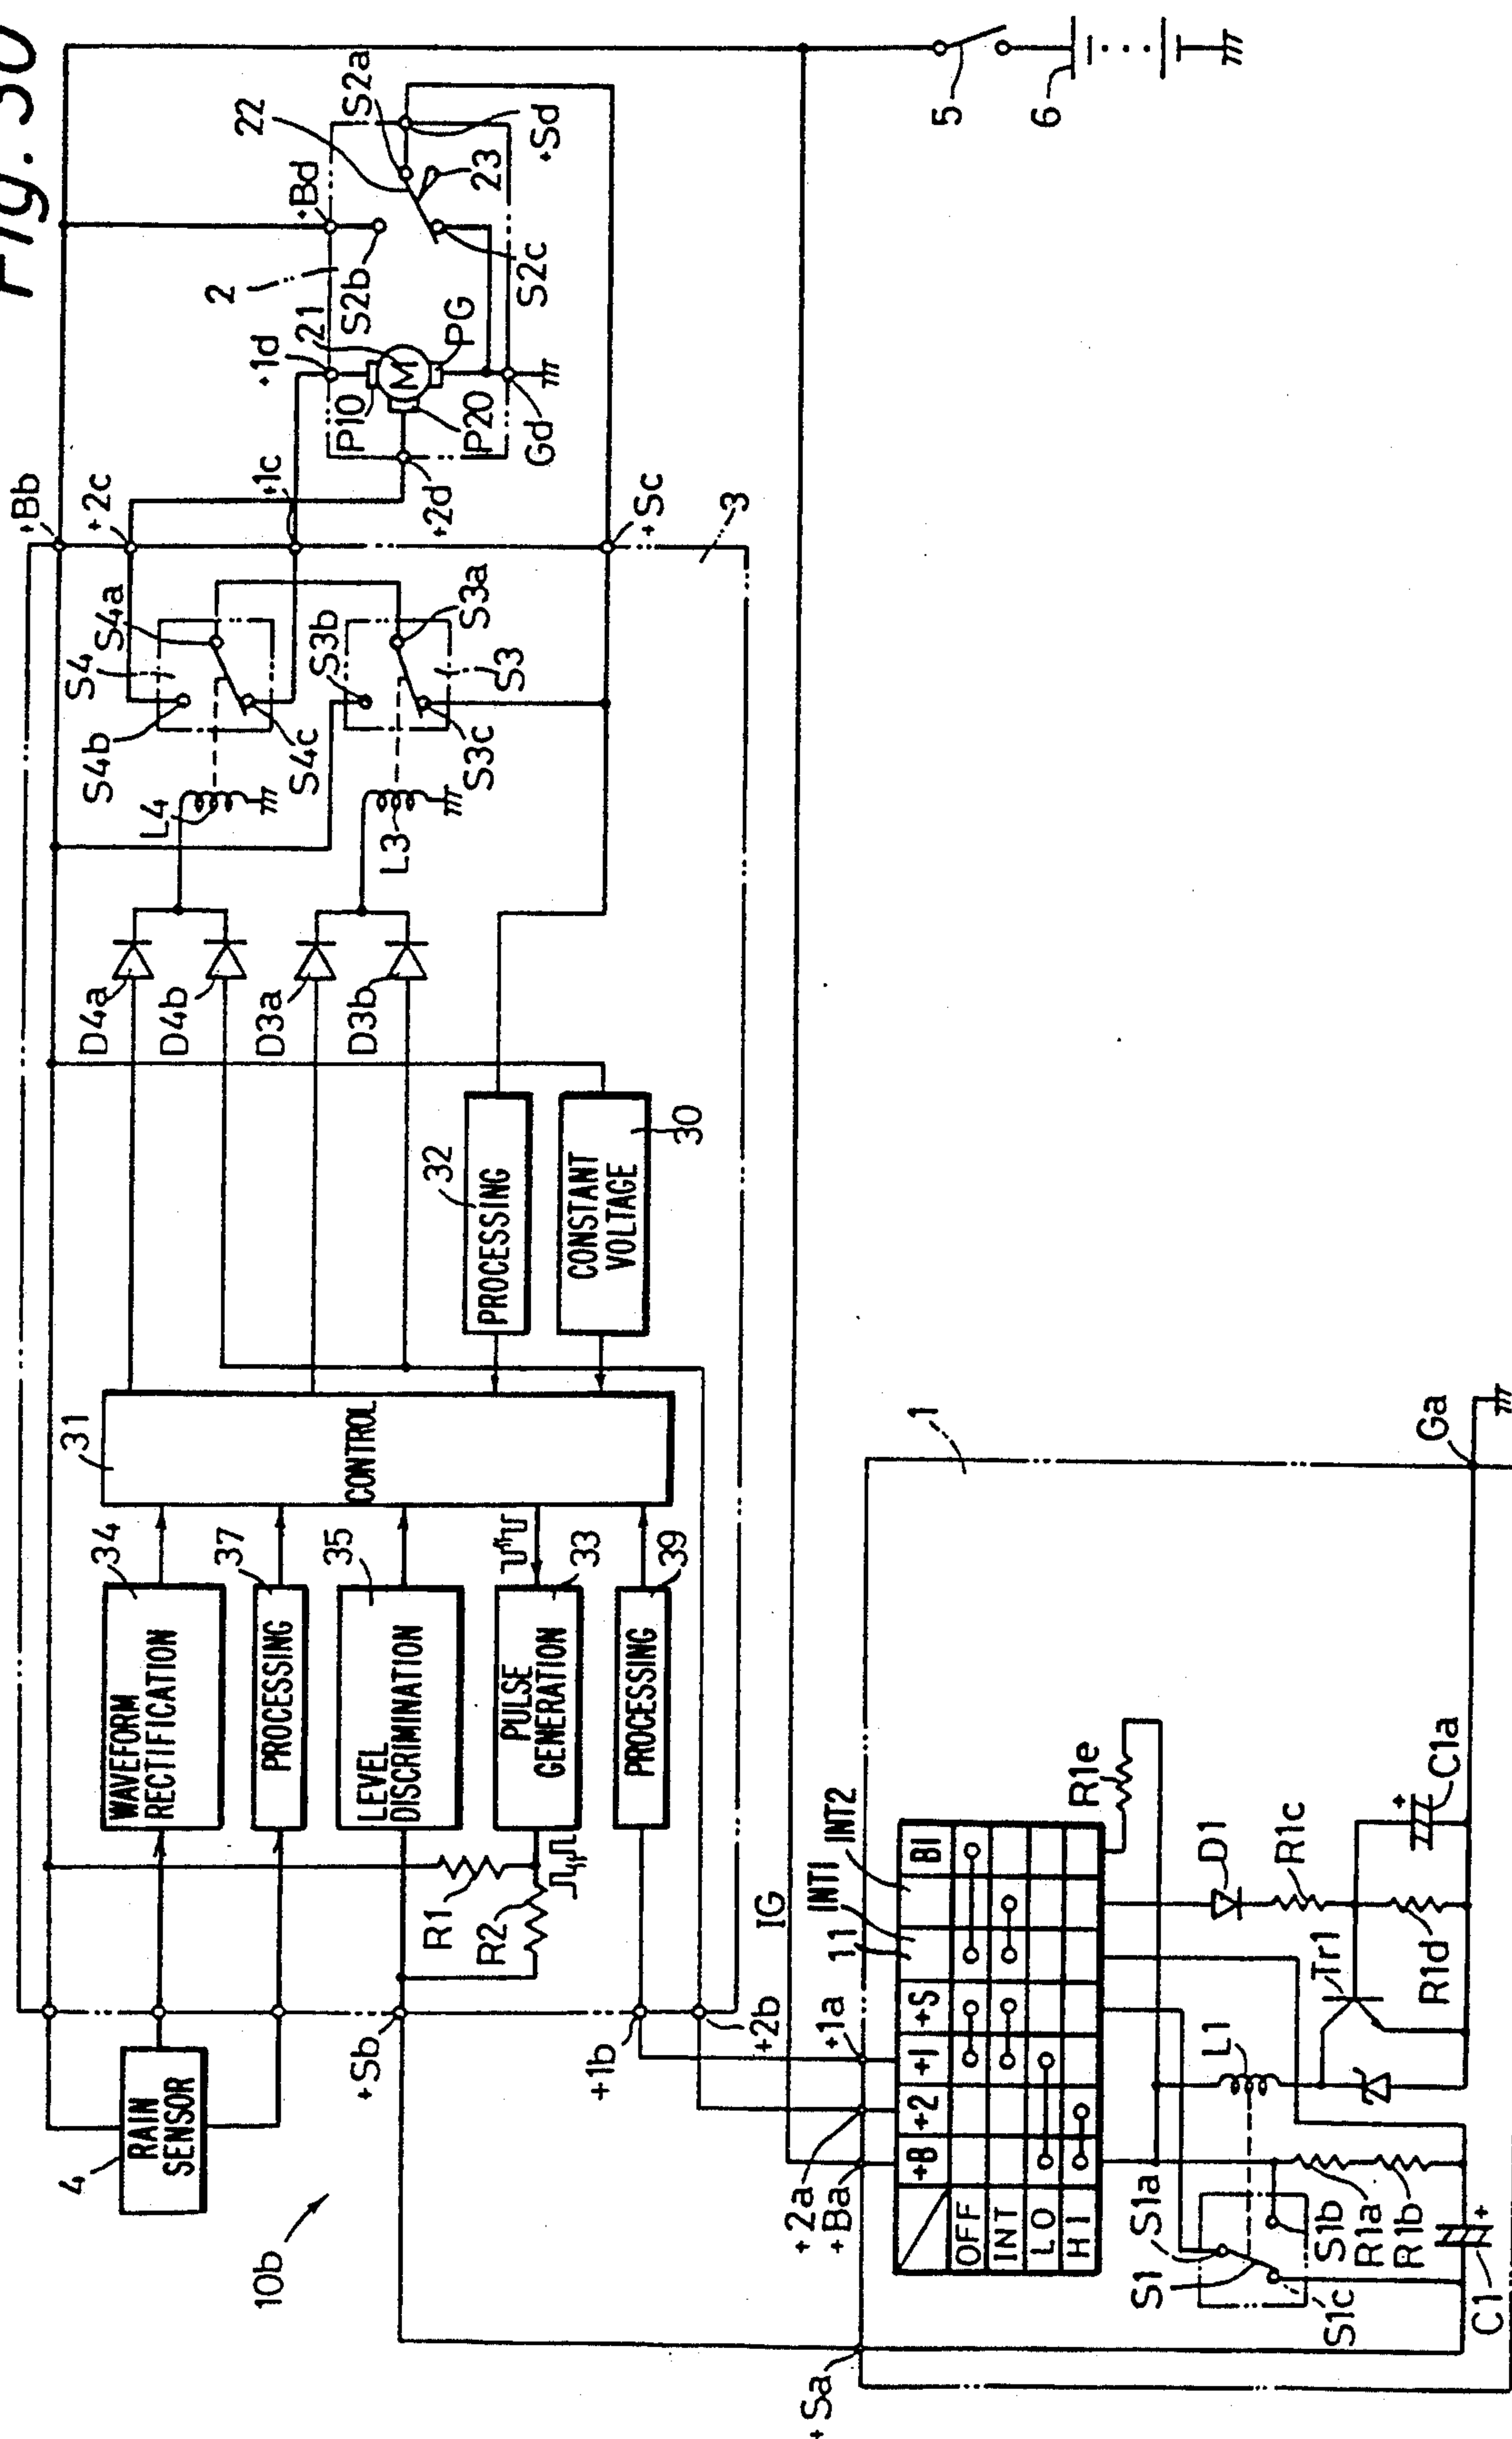 Fig. 30
10b
4
RAIN
SENSOR
34
WAVEFORM
RECTIFICATION
37
PROCESSING
35
LEVEL
DISCRIMINATION
33
PULSE
GENERATION
39
PROCESSING
R1
R2
31
CONTROL
32
PROCESSING
30
CONSTANT
VOLTAGE
D4a
D4b
D3a
D3b
L4
L3
S4
S4a
S4b
S4c
S3
S3a
S3b
S3c
+Bb
+2c
+1c
+Sc
3
+Sb
+1b
+2b
2
+1d
21
P10
P20
PG
M
+2d
Gd
+Bd
S2b
22
S2a
23
S2c
+Sd
5
6
IG
1
+Sa
+Ba
+2a
+1a
11
INT1
INT2
+B
+2
+1
+S
B1
OFF
INT
LO
HI
R1e
S1
S1a
S1b
S1c
R1a
R1b
C1
+
L1
Tr1
D1
R1c
R1d
C1a
+
Ga